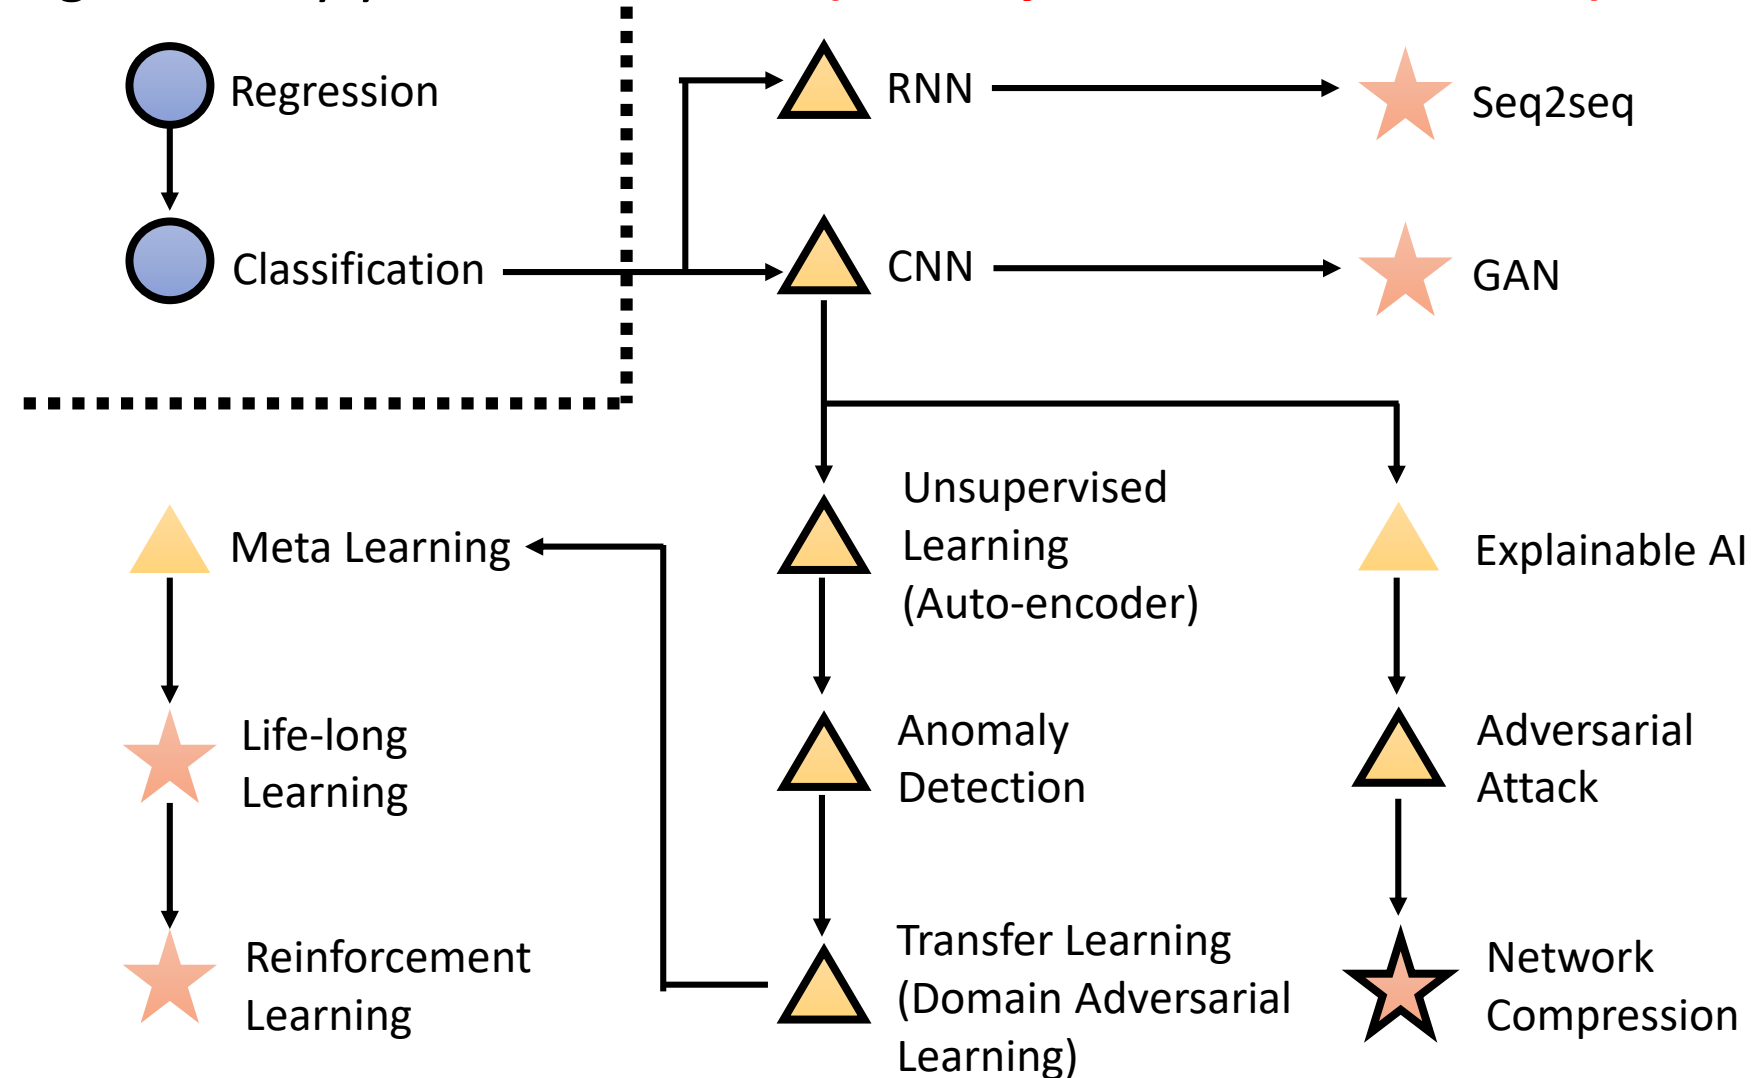 Regression
RNN
Seq2seq
Classification
CNN
GAN
Meta Learning
Unsupervised
Learning
(Auto-encoder)
Explainable AI
Life-long
Learning
Anomaly
Detection
Adversarial
Attack
Reinforcement
Learning
Transfer Learning
(Domain Adversarial
Learning)
Network
Compression